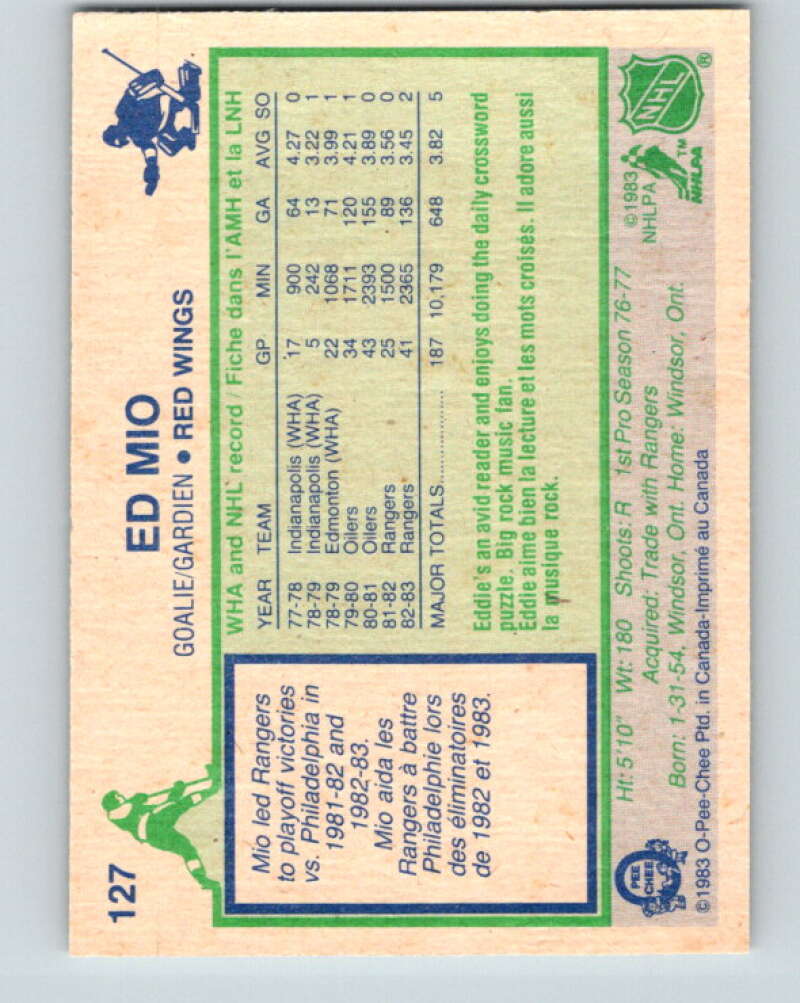 127
ED MIO
GOALIE/GARDIEN • RED WINGS
Mio led Rangers
to playoff victories
vs. Philadelphia in
1981-82 and
1982-83.
Mio aida les
Rangers à battre
Philadelphie lors
des éliminatoires
de 1982 et 1983.
WHA and NHL record / Fiche dans l'AMH et la LNH
YEAR TEAM GP MIN GA AVG SO
77-78 Indianapolis (WHA) 17 900 64 4.27 0
78-79 Indianapolis (WHA) 5 242 13 3.22 1
78-79 Edmonton (WHA) 22 1068 71 3.99 1
79-80 Oilers 34 1711 120 4.21 1
80-81 Oilers 43 2393 155 3.89 0
81-82 Rangers 25 1500 89 3.56 0
82-83 Rangers 41 2365 136 3.45 2
MAJOR TOTALS................ 187 10,179 648 3.82 5
Eddie's an avid reader and enjoys doing the daily crossword
puzzle. Big rock music fan.
Eddie aime bien la lecture et les mots croisés. Il adore aussi
la musique rock.
Ht: 5'10" Wt: 180 Shoots: R 1st Pro Season 76-77
Acquired: Trade with Rangers
Born: 1-31-54, Windsor, Ont. Home: Windsor, Ont.
©1983 O-Pee-Chee Ptd. in Canada-Imprimé au Canada
O
PEE
CHEE
©1983
NHLPA
NHL
®
TM
NHLPA